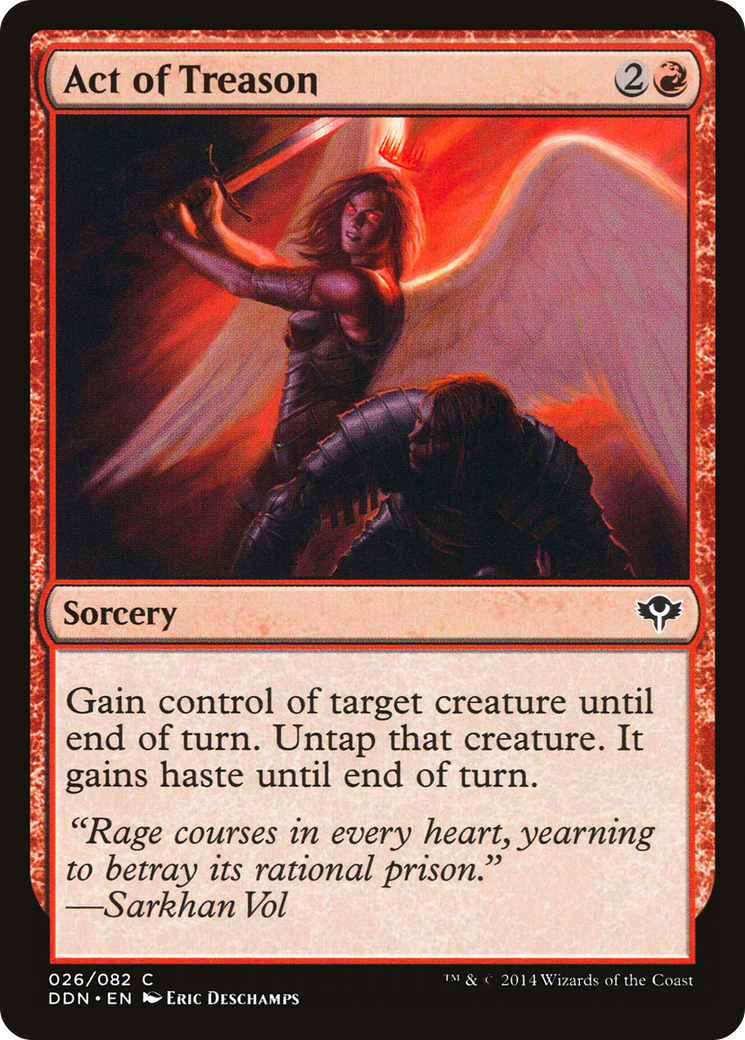 Act of Treason 2
Sorcery
Gain control of target creature until
end of turn. Untap that creature. It
gains haste until end of turn.
“Rage courses in every heart, yearning
to betray its rational prison.”
—Sarkhan Vol
026/082 C
™ & © 2014 Wizards of the Coast
DDN • EN Eric Deschamps